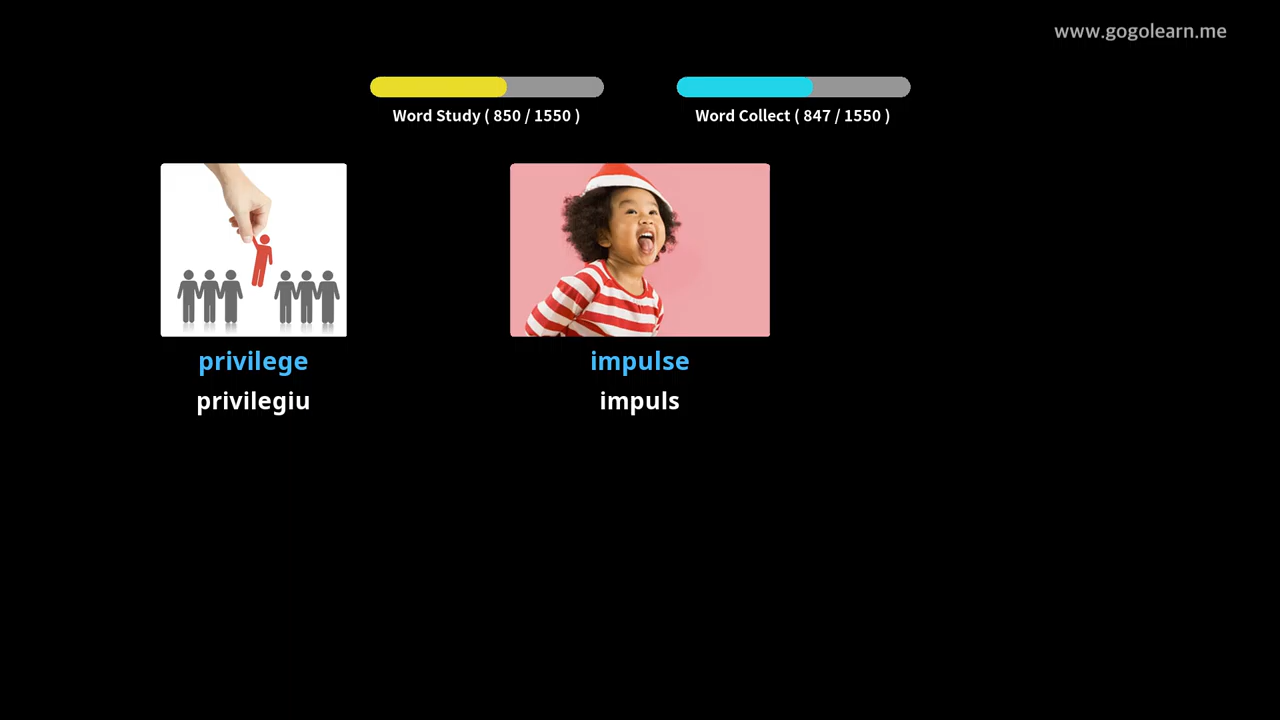 www.gogolearn.me
Word Study ( 850 / 1550 )
Word Collect ( 847 / 1550 )
privilege
privilegiu
impulse
impuls